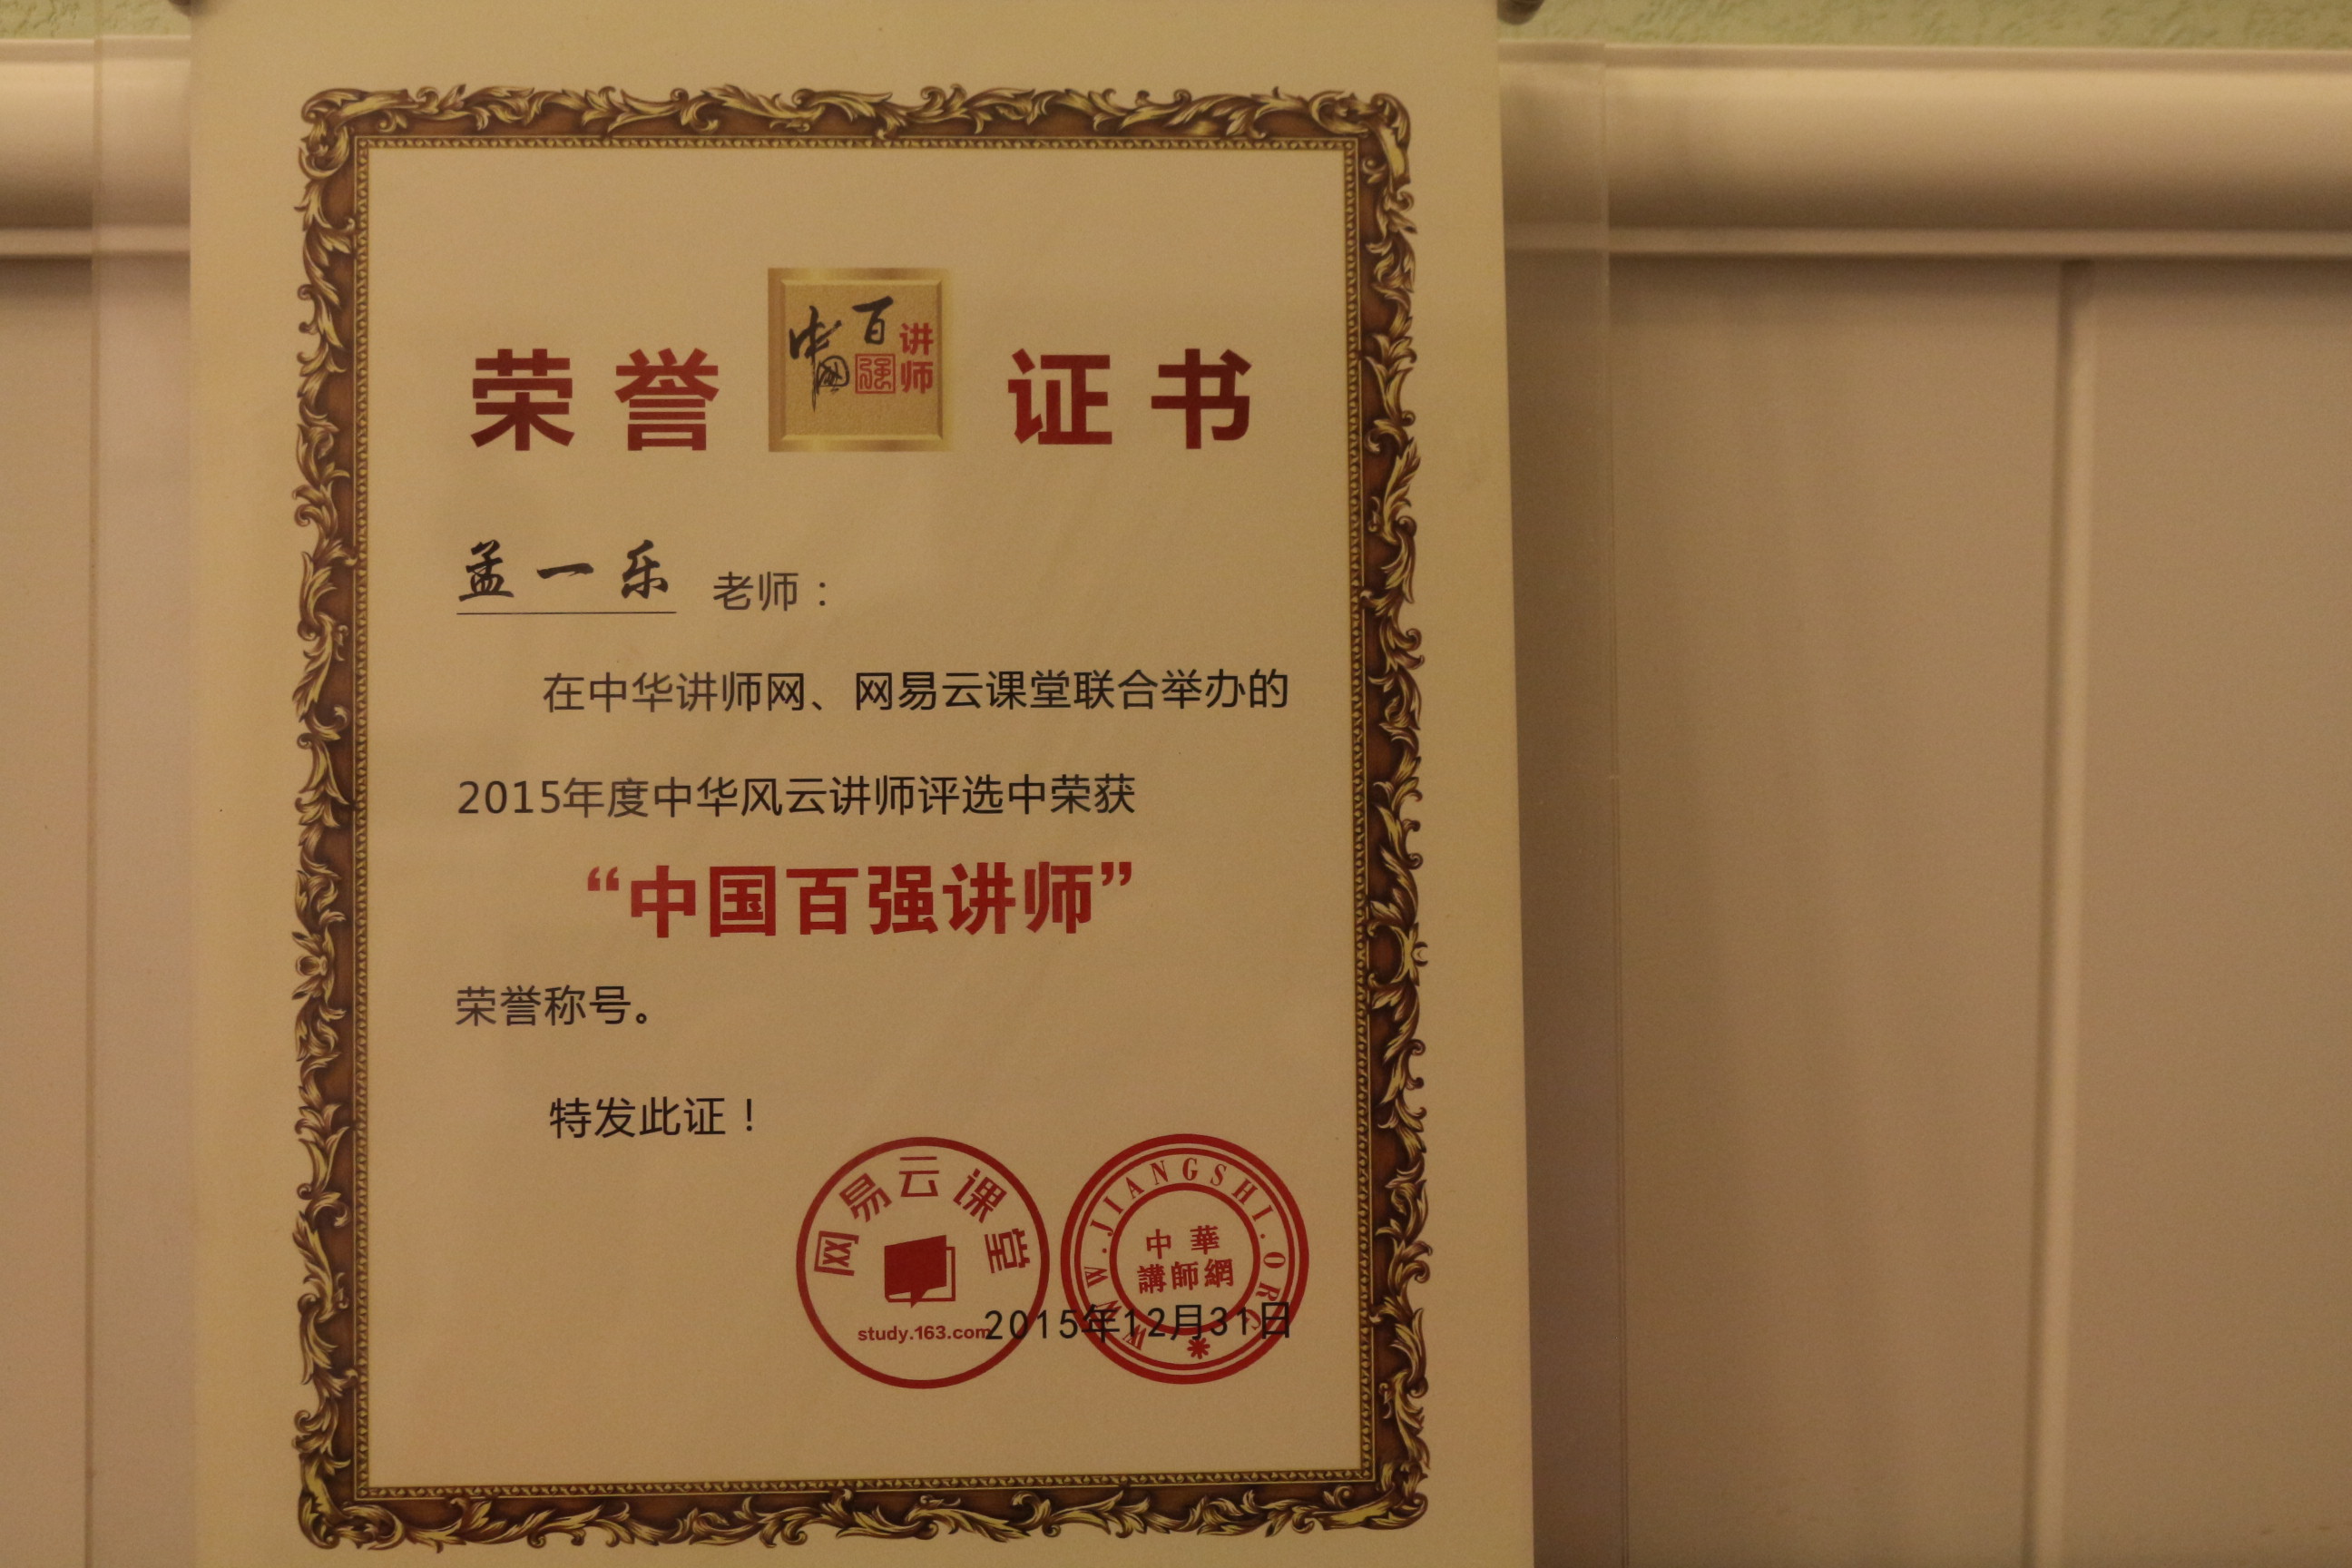 荣誉 证书
中国 百强 讲师
孟一乐 老师：
在中华讲师网、网易云课堂联合举办的
2015年度中华风云讲师评选中荣获
“中国百强讲师”
荣誉称号。
特发此证！
网易云课堂
study.163.com
WWW.JIANGSHI.ORG
中華
講師網
2015年12月31日